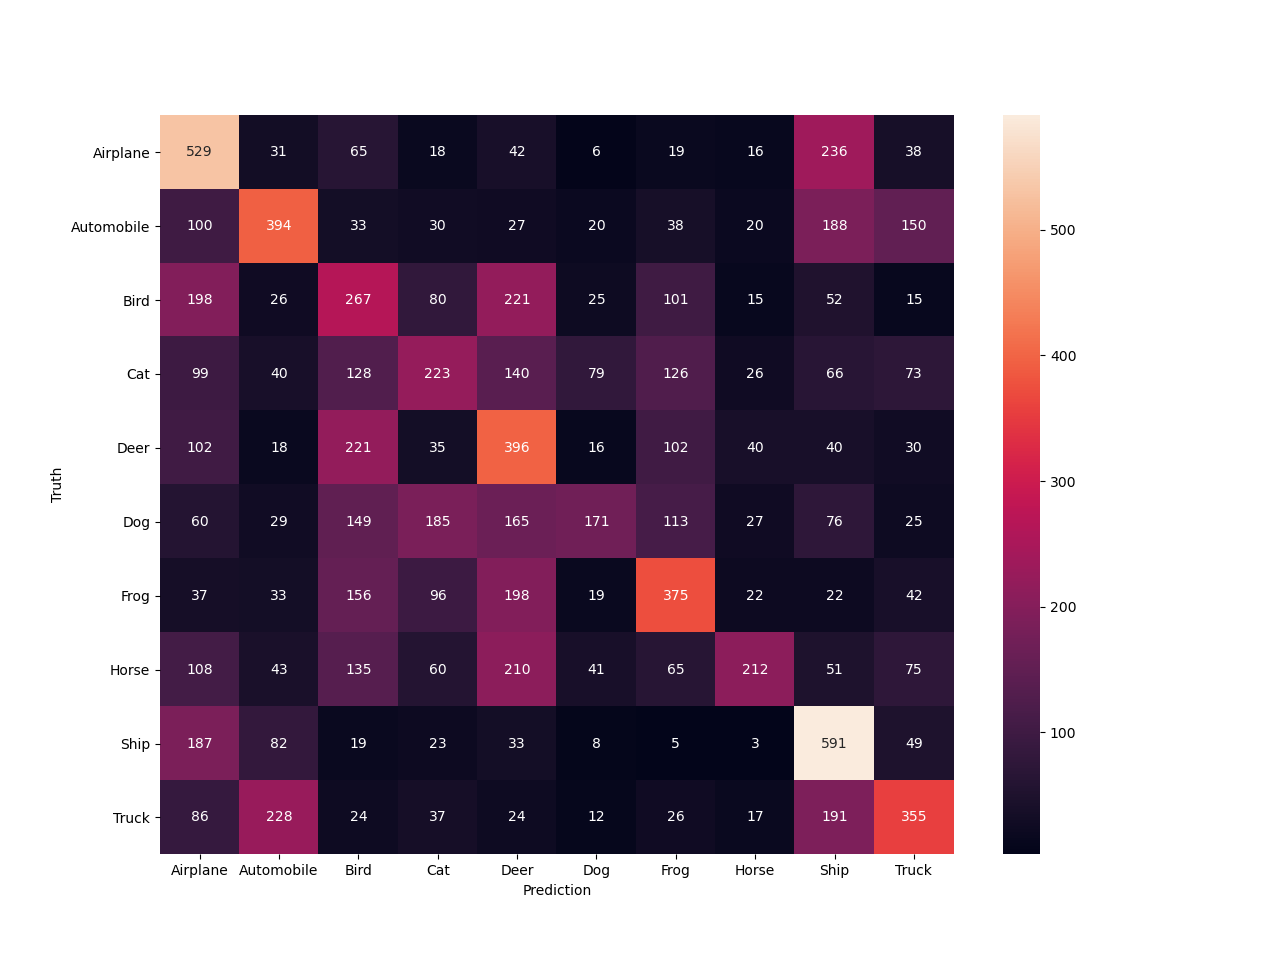 Airplane 529 31 65 18 42 6 19 16 236 38
Automobile 100 394 33 30 27 20 38 20 188 150
500
Bird 198 26 267 80 221 25 101 15 52 15
400
Cat 99 40 128 223 140 79 126 26 66 73
Deer 102 18 221 35 396 16 102 40 40 30
Truth
300
Dog 60 29 149 185 165 171 113 27 76 25
Frog 37 33 156 96 198 19 375 22 22 42
200
Horse 108 43 135 60 210 41 65 212 51 75
100
Ship 187 82 19 23 33 8 5 3 591 49
Truck 86 228 24 37 24 12 26 17 191 355
Airplane Automobile Bird Cat Deer Dog Frog Horse Ship Truck
Prediction